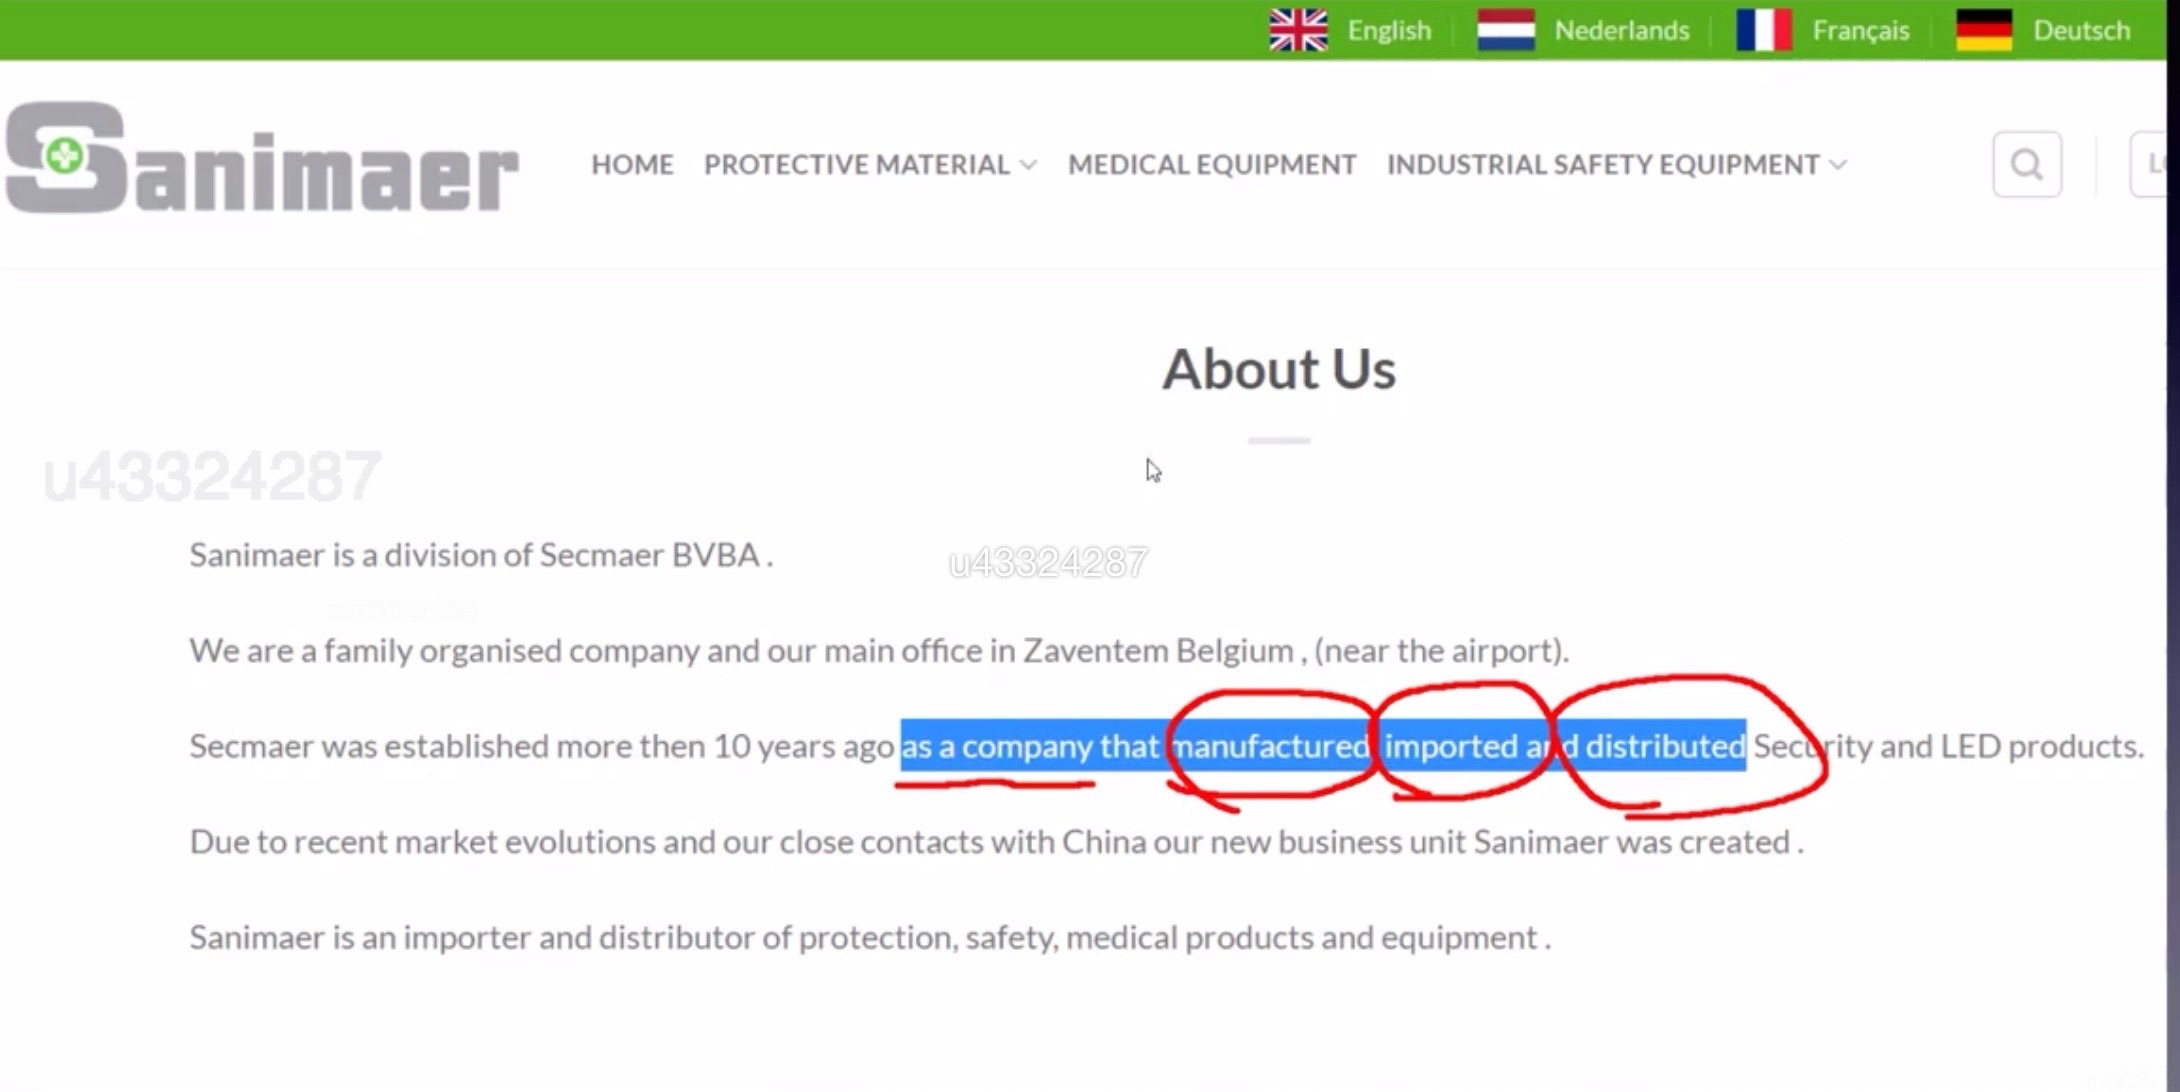 English Nederlands Français Deutsch
Sanimaer HOME PROTECTIVE MATERIAL MEDICAL EQUIPMENT INDUSTRIAL SAFETY EQUIPMENT
About Us
u43324287
Sanimaer is a division of Secmaer BVBA .
u43324287
We are a family organised company and our main office in Zaventem Belgium , (near the airport).
Secmaer was established more then 10 years ago as a company that manufactured, imported and distributed Security and LED products.
Due to recent market evolutions and our close contacts with China our new business unit Sanimaer was created .
Sanimaer is an importer and distributor of protection, safety, medical products and equipment .